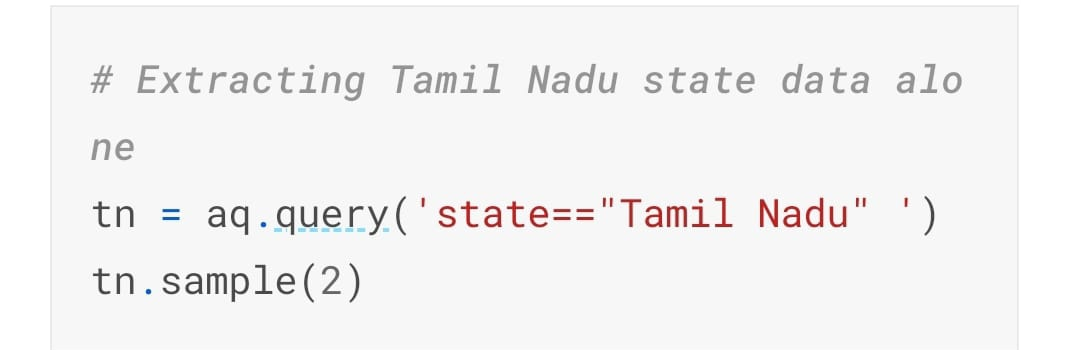 # Extracting Tamil Nadu state data alo
ne
tn = aq.query('state=="Tamil Nadu" ')
tn.sample(2)